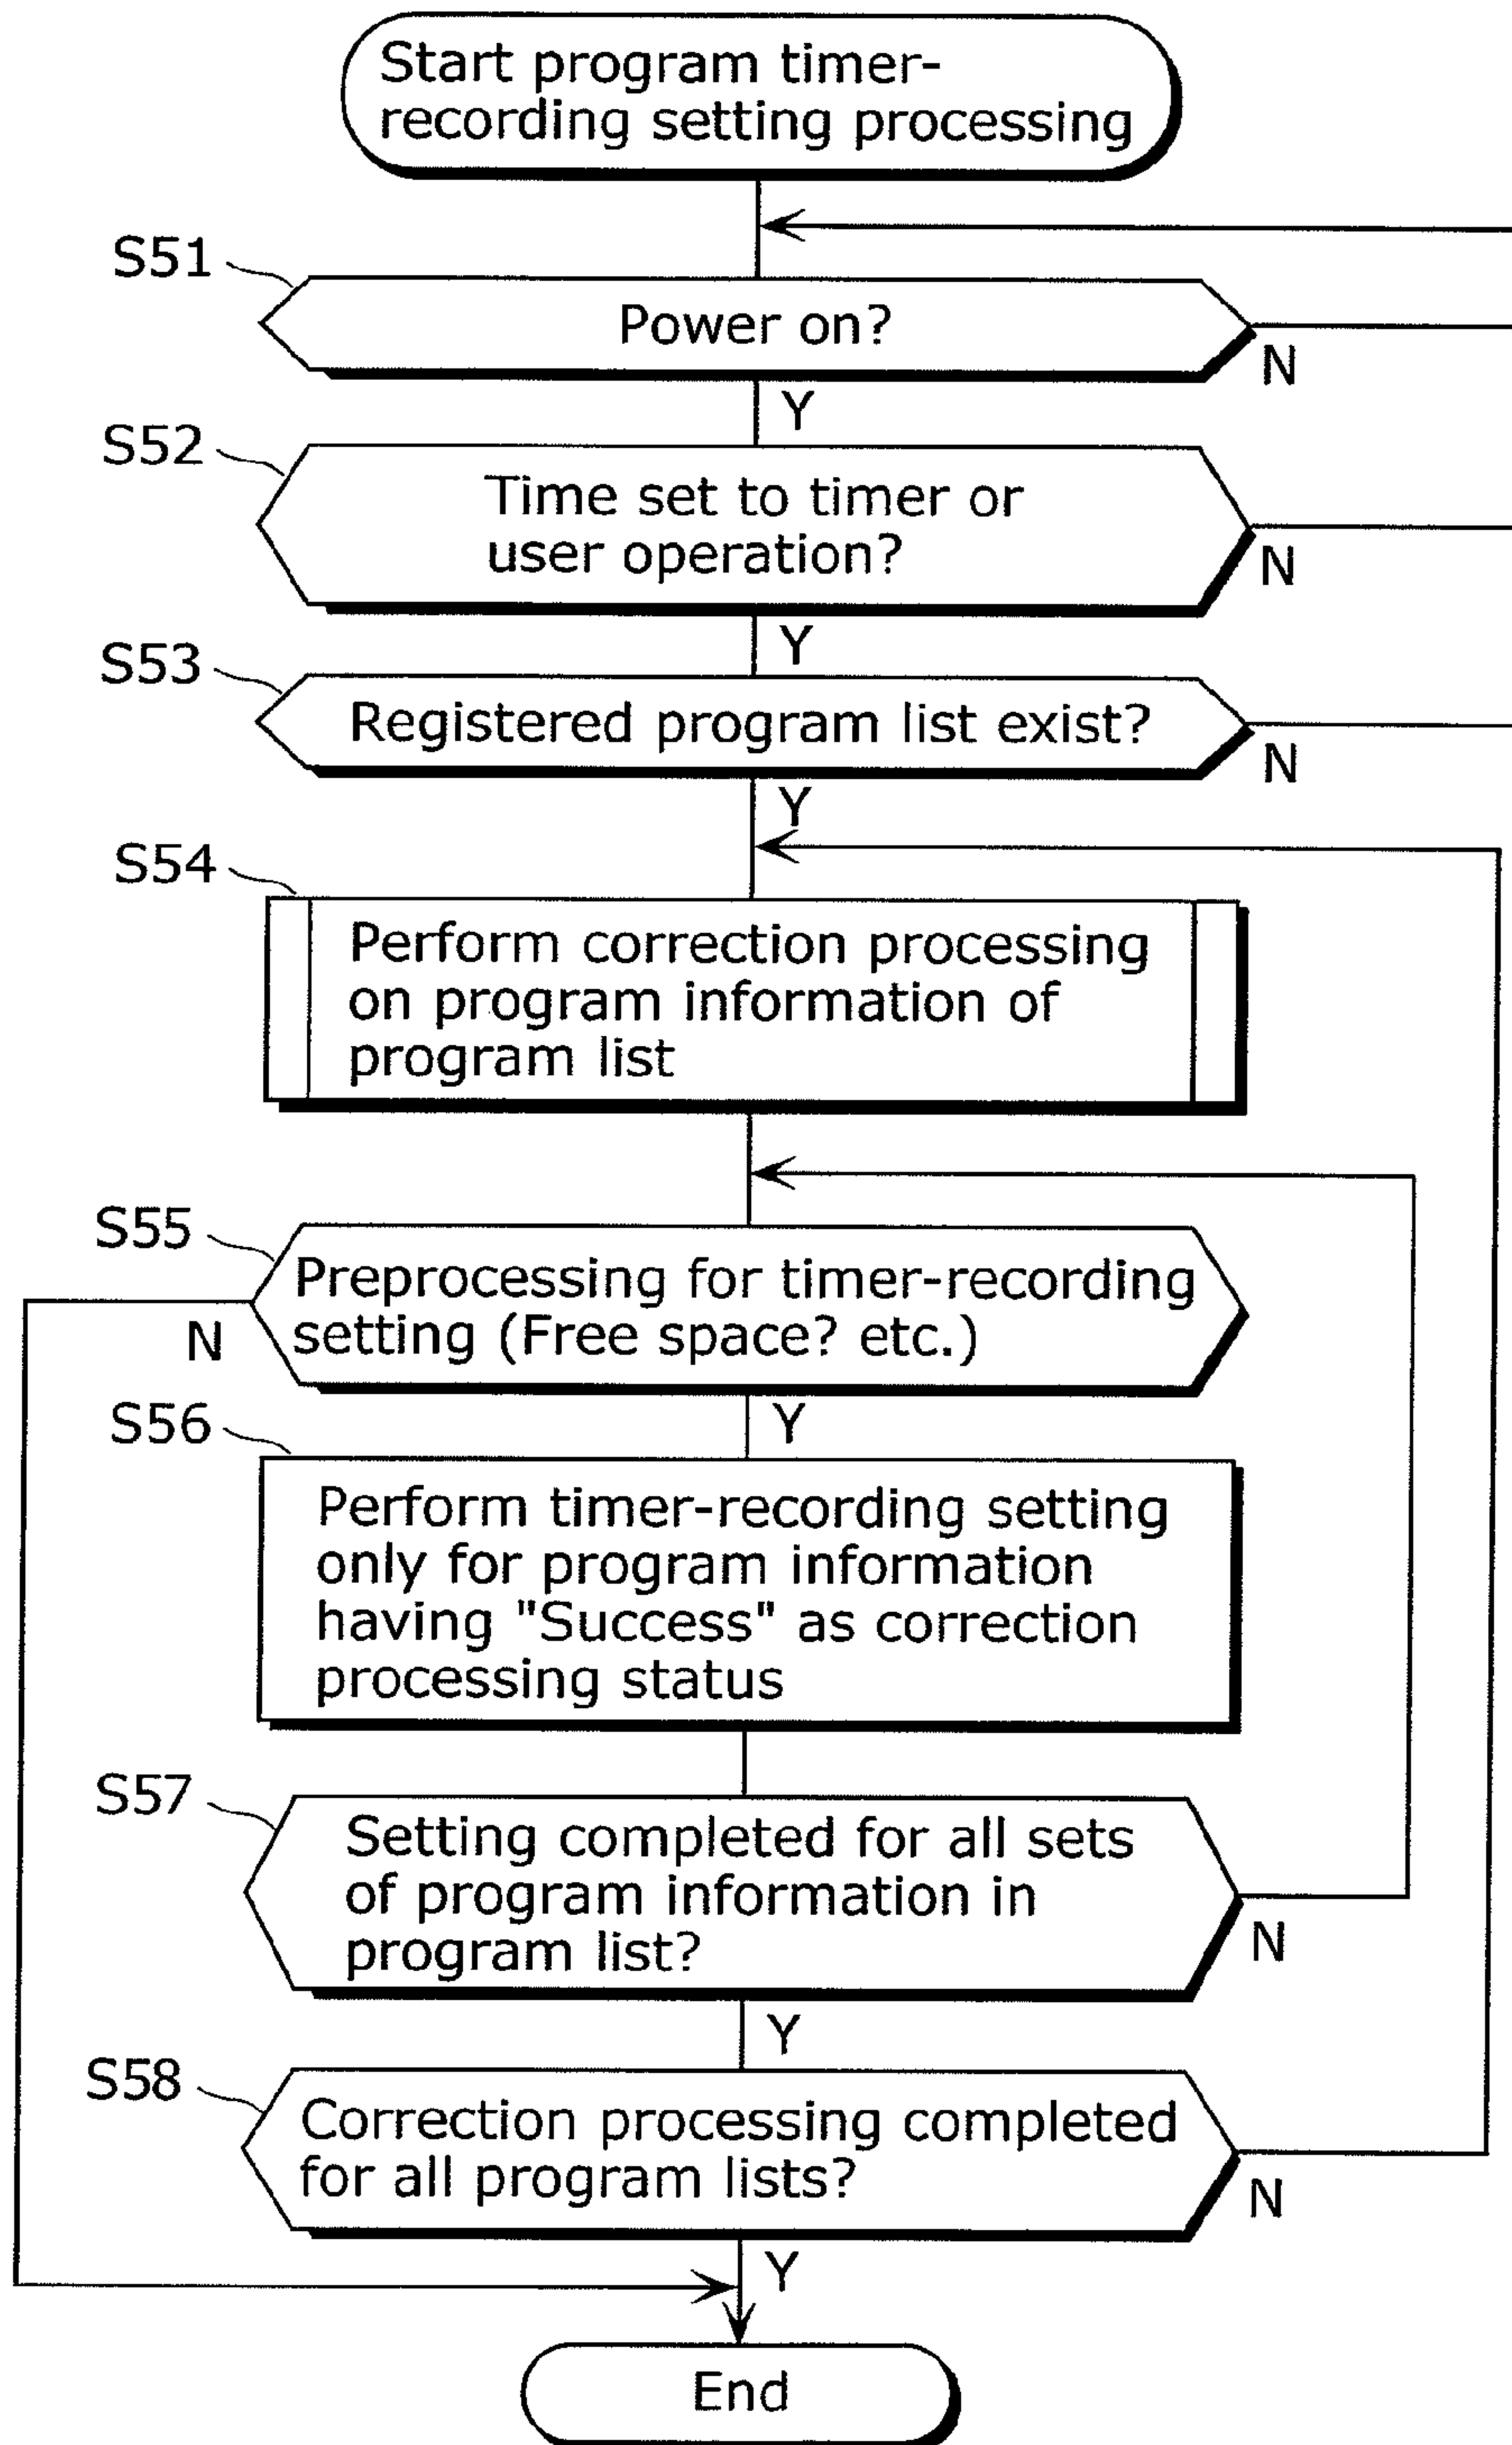 Start program timer-
recording setting processing
S51
Power on?
N
Y
S52
Time set to timer or
user operation?
N
Y
S53
Registered program list exist?
N
Y
S54
Perform correction processing
on program information of
program list
S55
Preprocessing for timer-recording
setting (Free space? etc.)
N
Y
S56
Perform timer-recording setting
only for program information
having "Success" as correction
processing status
S57
Setting completed for all sets
of program information in
program list?
N
Y
S58
Correction processing completed
for all program lists?
N
Y
End